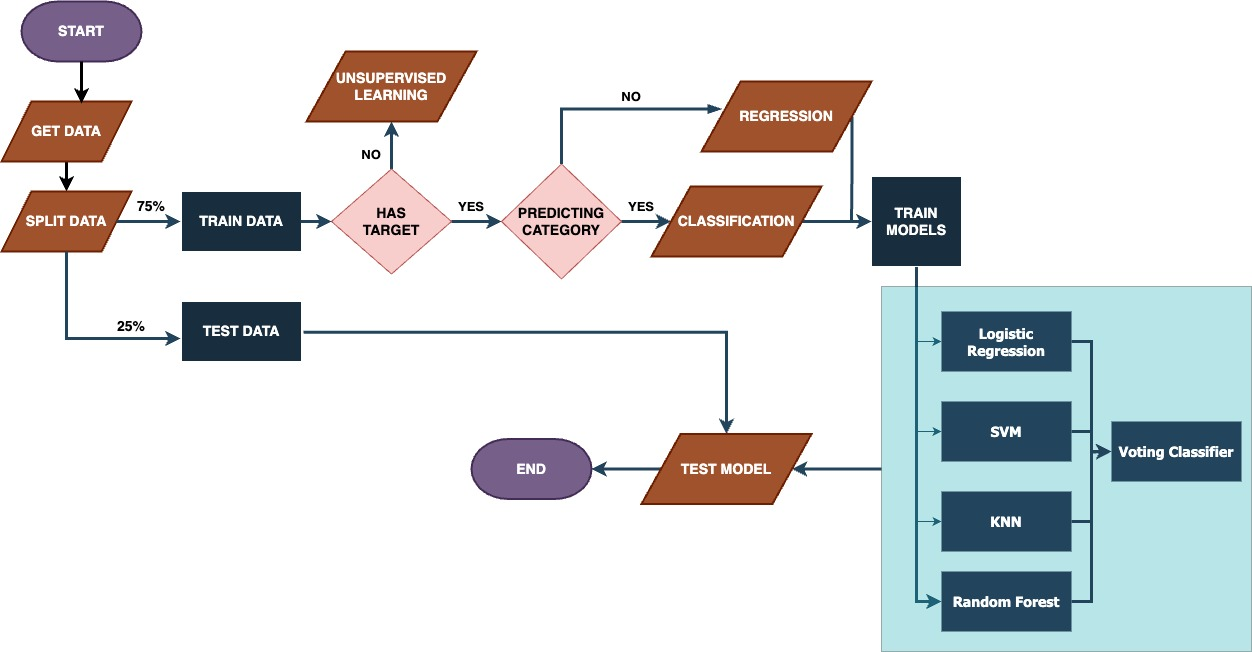 START
GET DATA
SPLIT DATA
75%
TRAIN DATA
HAS
TARGET
NO
UNSUPERVISED
LEARNING
YES
PREDICTING
CATEGORY
NO
REGRESSION
YES
CLASSIFICATION
TRAIN
MODELS
25%
TEST DATA
Logistic
Regression
SVM
KNN
Random Forest
Voting Classifier
TEST MODEL
END